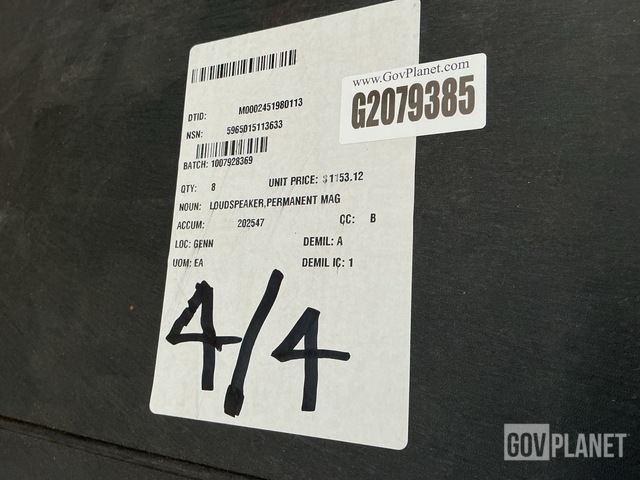 www.GovPlanet.com
G2079385
DTID: M0002451980113
NSN: 5965015113633
BATCH: 1007928369
QTY: 8 UNIT PRICE: $1153.12
NOUN: LOUDSPEAKER,PERMANENT MAG
ACCUM: 202547 CC: B
LOC: GENN DEMIL: A
UOM: EA DEMIL IC: 1
4/4
GOVPLANET